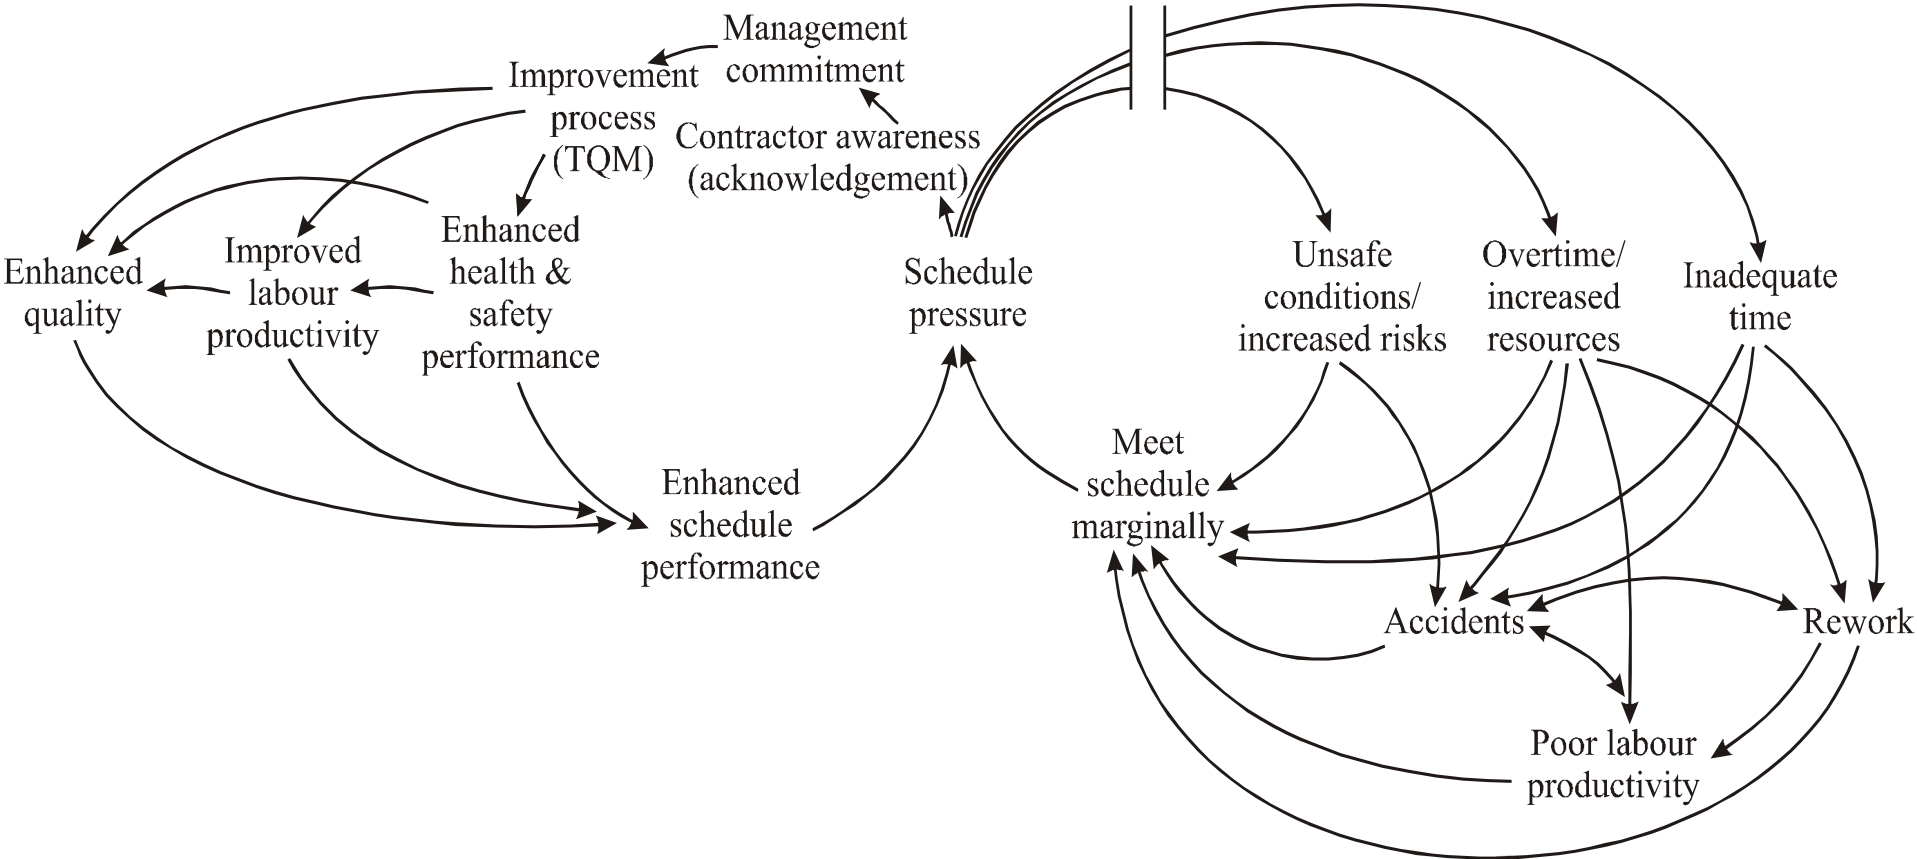 Management
commitment
Improvement
process
(TQM)
Contractor awareness
(acknowledgement)
Enhanced
quality
Improved
labour
productivity
Enhanced
health &
safety
performance
Schedule
pressure
Unsafe
conditions/
increased risks
Overtime/
increased
resources
Inadequate
time
Enhanced
schedule
performance
Meet
schedule
marginally
Accidents
Rework
Poor labour
productivity